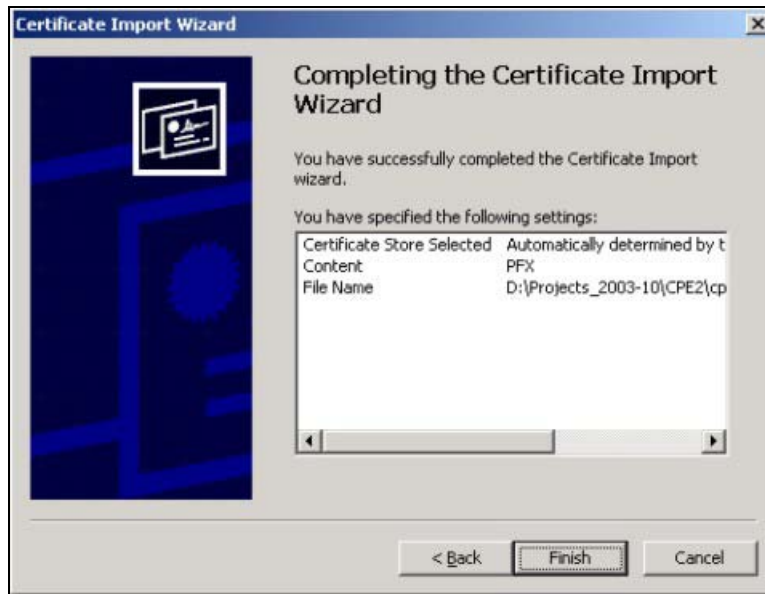 Certificate Import Wizard
Completing the Certificate Import
Wizard
You have successfully completed the Certificate Import
wizard.
You have specified the following settings:
Certificate Store Selected Automatically determined by t
Content PFX
File Name D:\Projects_2003-10\CPE2\cp
< Back Finish Cancel